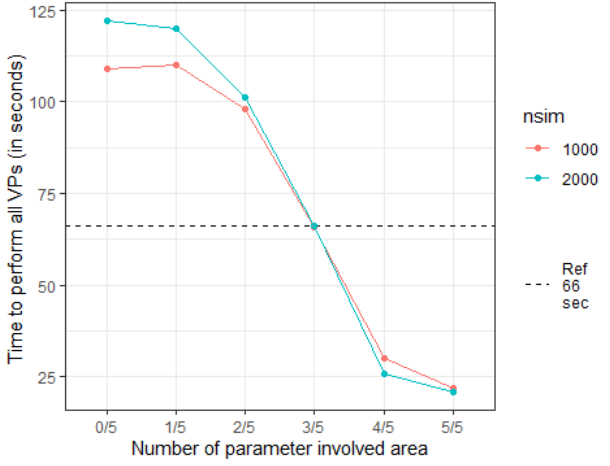 125
100
75
50
25
Time to perform all VPs (in seconds)
0/5 1/5 2/5 3/5 4/5 5/5
Number of parameter involved area
nsim
1000
2000
Ref
66
sec